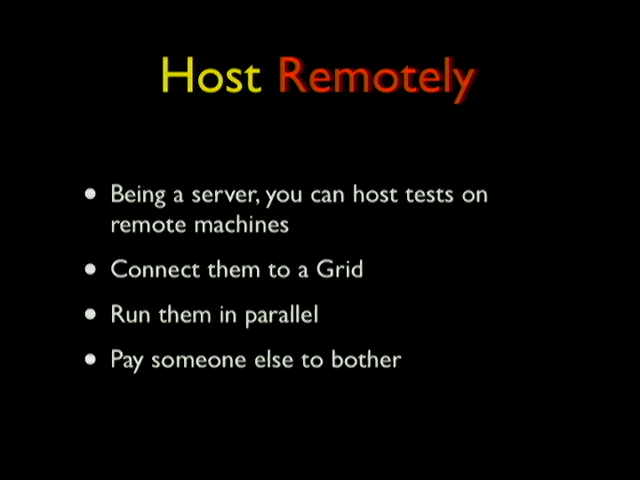 Host Remotely
• Being a server, you can host tests on
remote machines
• Connect them to a Grid
• Run them in parallel
• Pay someone else to bother